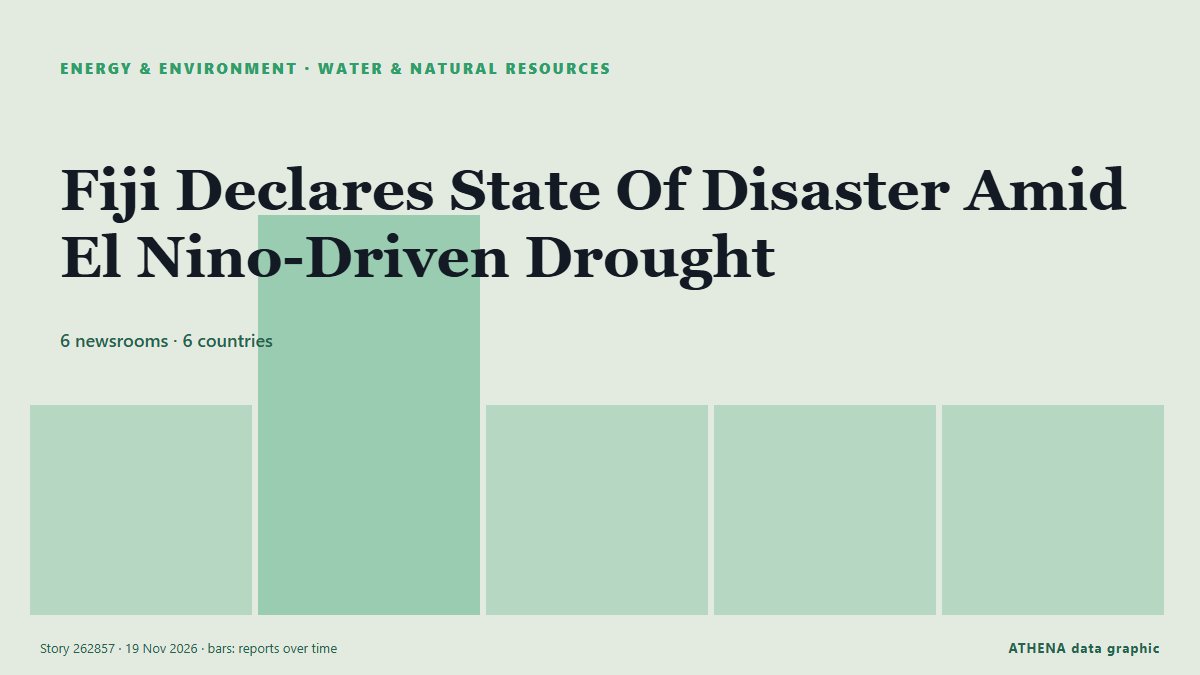 ENERGY & ENVIRONMENT · WATER & NATURAL RESOURCES
Fiji Declares State Of Disaster Amid
El Nino-Driven Drought
6 newsrooms · 6 countries
Story 262857 · 19 Nov 2026 · bars: reports over time
ATHENA data graphic